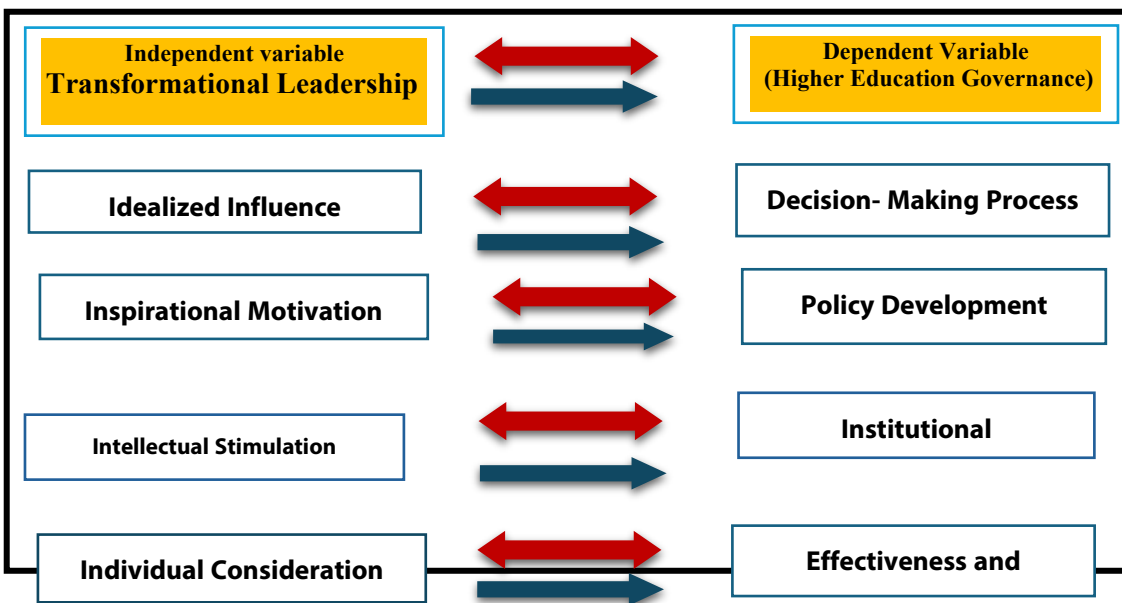 Independent variable
Transformational Leadership
Dependent Variable
(Higher Education Governance)
Idealized Influence
Decision- Making Process
Inspirational Motivation
Policy Development
Intellectual Stimulation
Institutional
Individual Consideration
Effectiveness and